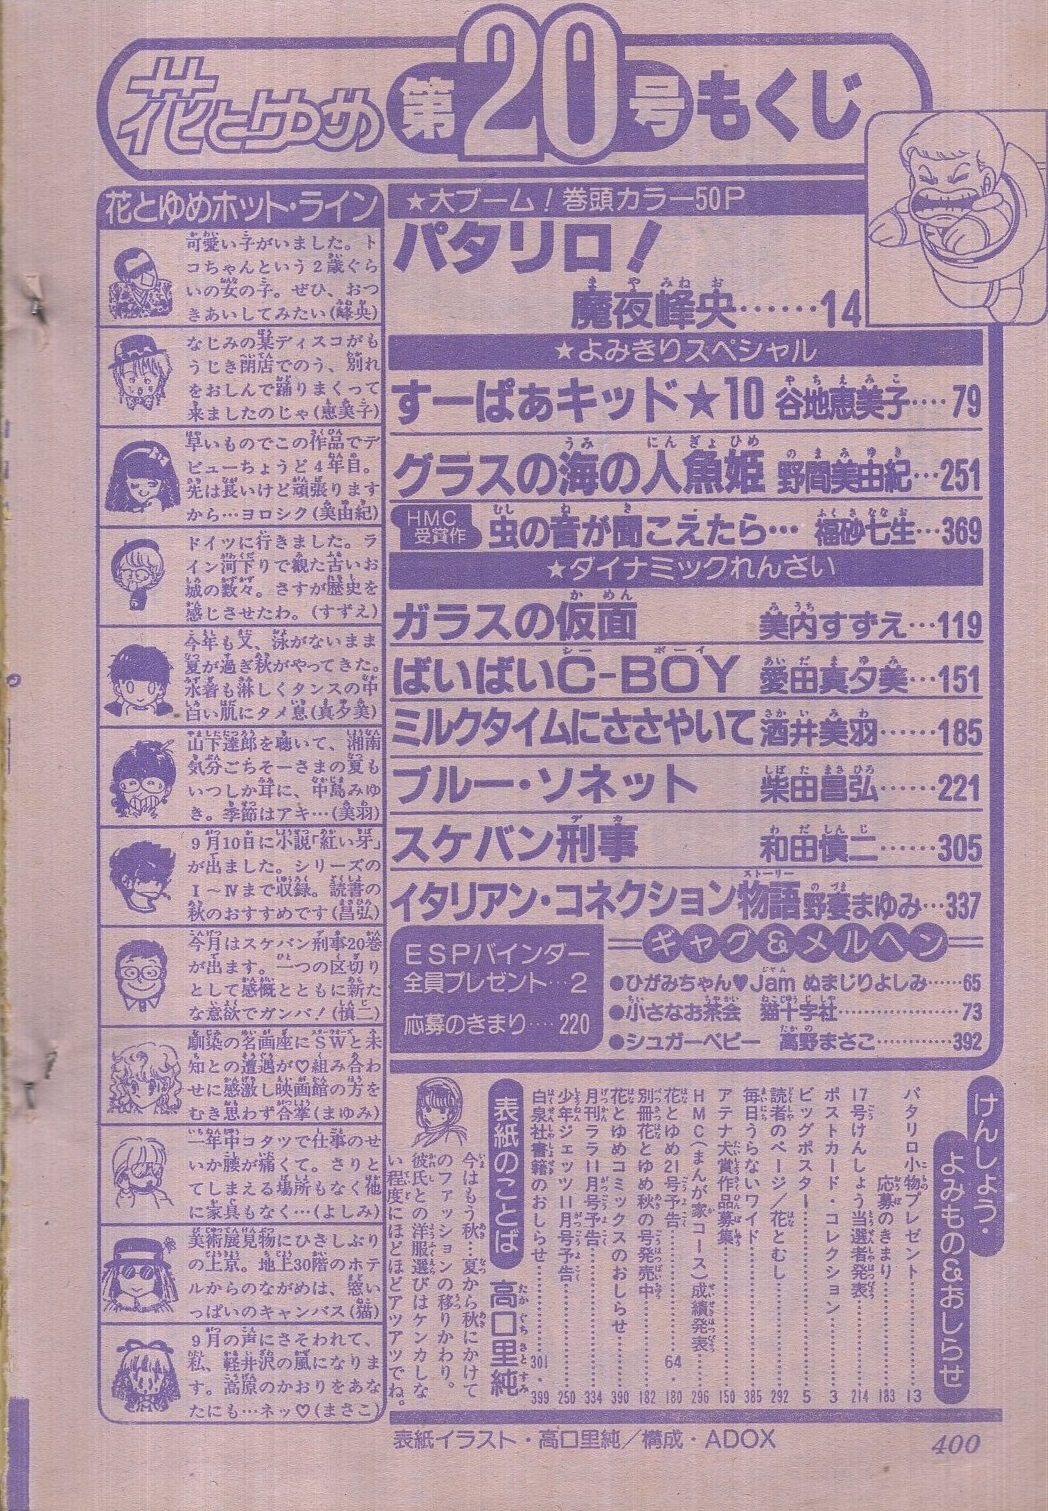 花とゆめ 第20号もくじ
★大ブーム!巻頭カラー50P
パタリロ!
魔夜峰央……14
★よみきりスペシャル
すーぱぁキッド★10 谷地恵美子‥‥79
グラスの海の人魚姫 野間美由紀…251
HMC受賞作 虫の音が聞こえたら… 福砂七生…369
★ダイナミックれんさい
ガラスの仮面 美内すずえ…119
ばいばいC-BOY 愛田真夕美…151
ミルクタイムにささやいて 酒井美羽……185
ブルー・ソネット 柴田昌弘……221
スケバン刑事 和田慎二……305
イタリアン・コネクション物語 野妻まゆみ…337
ESPバインダー
全員プレゼント…2
応募のきまり‥‥220
ギャグ&メルヘン
●ひがみちゃん♥Jam ぬまじりよしみ……65
●小さなお茶会 猫十字社……………73
●シュガーベビー 高野まさこ…………392
花とゆめホット・ライン
可愛い子がいました。ト
コちゃんという2歳ぐら
いの女の子。ぜひ、おつ
きあいしてみたい(峰央)
なじみの某ディスコがも
うじき閉店でのう、別れ
をおしんで踊りまくって
来ましたのじゃ(恵美子)
早いものでこの作品でデ
ビューちょうど4年目。
先は長いけど頑張ります
から…ヨロシク(美由紀)
ドイツに行きました。ラ
イン河下りで観た古いお
城の数々。さすが歴史を
感じさせたわ。(すずえ)
今年も又、泳がないまま
夏が過ぎ秋がやってきた。
水着も淋しくタンスの中
白い肌にタメ息(真夕美)
山下達郎を聴いて、湘南
気分ごちそーさまの夏も
いつしか耳に、中島みゆ
き。季節はアキ…(美羽)
9月10日に小説「紅い牙」
が出ました。シリーズの
I〜IVまで収録。読書の
秋のおすすめです(昌弘)
今月はスケバン刑事20巻
が出ます。一つの区切り
として感慨とともに新た
な意欲でガンバ!(慎二)
馴染の名画座にSWと未
知との遭遇が♡組み合わ
せに感激し映画館の方を
むき思わず合掌(まゆみ)
一年中コタツで仕事のせ
いか腰が痛くて。さりと
てしまえる場所もなく他
に家具もなく…(よしみ)
美術展見物にひさしぶり
の上京。地上30階のホテ
ルからのながめは、窓い
っぱいのキャンバス(猫)
9月の声にさそわれて、
私、軽井沢の風になりま
す。高原のかおりをあな
たにも…ネッ♡(まさこ)
けんしょう・
よみもの&おしらせ
パタリロ小物プレゼント……13
応募のきまり……183
17号けんしょう当選者発表……214
ポストカード・コレクション……3
ビッグポスター……5
読者のページ/花とむし……292
毎日うらないワイド……385
アテナ大賞作品募集……150
HMC(まんが家コース)成績発表……296
花とゆめ21号予告……64・180
別冊花とゆめ秋の号発売中……182
花とゆめコミックスのおしらせ……390
月刊ララ11月号予告……334
少年ジェッツ11月号予告……250
白泉社書籍のおしらせ……301・399
表紙のことば 高口里純
今はもう秋…夏から秋にかけて
のファッションの移りかわり。
彼氏との洋服選びはケンカしな
い程度にほどほどアツアツでね。
表紙イラスト・高口里純/構成・ADOX
400